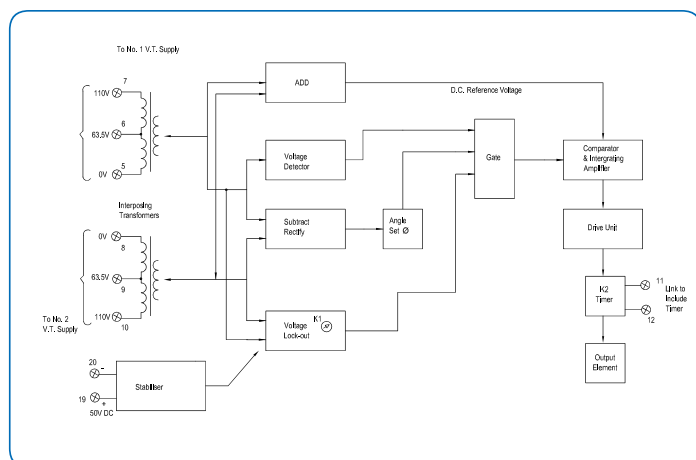 To No. 1 V.T. Supply
7
110V
6
63,5V
5
0V
ADD
D.C. Reference Voltage
Voltage
Detector
Gate
Comparator
& Intergrating
Amplifier
Interposing
Transformers
Subtract
Rectify
Angle
Set Ø
Drive Unit
0V
8
63,5V
9
110V
10
To No. 2
V.T. Supply
K1
Voltage
Lock-out
K2
Timer
11
Link to
Include
Timer
12
20
-
Stabiliser
19
+
50V DC
Output
Element